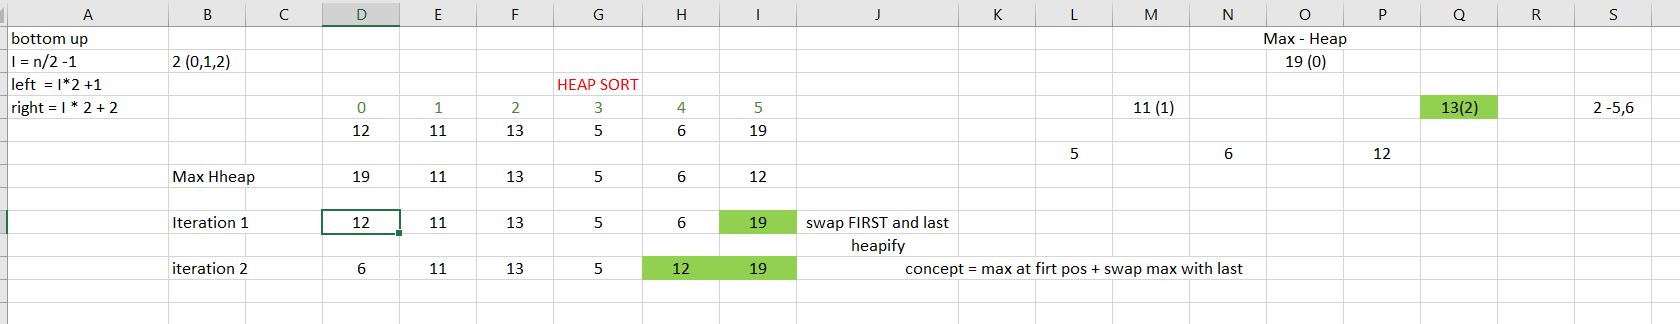 A B C D E F G H I J K L M N O P Q R S
bottom up Max - Heap
I = n/2 -1 2 (0,1,2) 19 (0)
left = I*2 +1 HEAP SORT
right = I * 2 + 2 0 1 2 3 4 5 11 (1) 13(2) 2 -5,6
12 11 13 5 6 19
5 6 12
Max Hheap 19 11 13 5 6 12
Iteration 1 12 11 13 5 6 19 swap FIRST and last
heapify
iteration 2 6 11 13 5 12 19 concept = max at firt pos + swap max with last